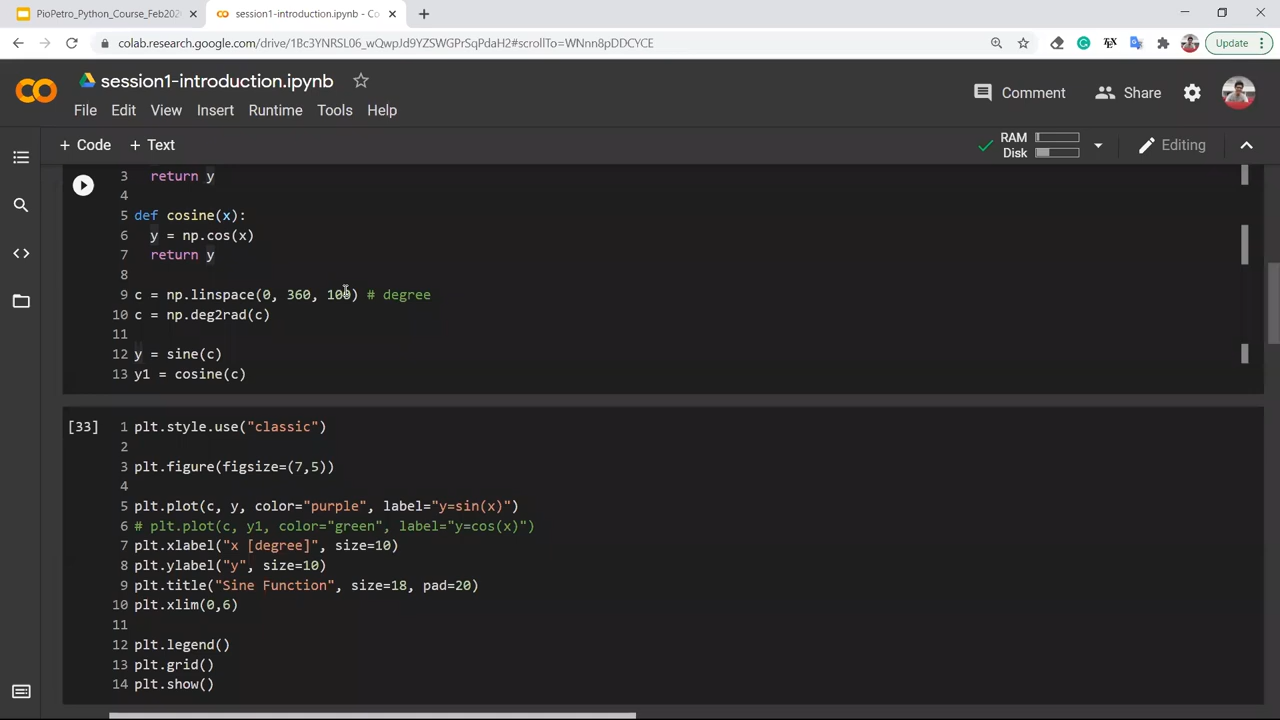 PioPetro_Python_Course_Feb202
session1-introduction.ipynb - Co
colab.research.google.com/drive/1Bc3YNRSL06_wQwpJd9YZSWGPrSqPdaH2#scrollTo=WNnn8pDDCYCE
Update
session1-introduction.ipynb
File Edit View Insert Runtime Tools Help
Comment
Share
+ Code + Text
RAM
Disk
Editing
3 return y
4
5 def cosine(x):
6 y = np.cos(x)
7 return y
8
9 c = np.linspace(0, 360, 100) # degree
10 c = np.deg2rad(c)
11
12 y = sine(c)
13 y1 = cosine(c)
[33]
1 plt.style.use("classic")
2
3 plt.figure(figsize=(7,5))
4
5 plt.plot(c, y, color="purple", label="y=sin(x)")
6 # plt.plot(c, y1, color="green", label="y=cos(x)")
7 plt.xlabel("x [degree]", size=10)
8 plt.ylabel("y", size=10)
9 plt.title("Sine Function", size=18, pad=20)
10 plt.xlim(0,6)
11
12 plt.legend()
13 plt.grid()
14 plt.show()